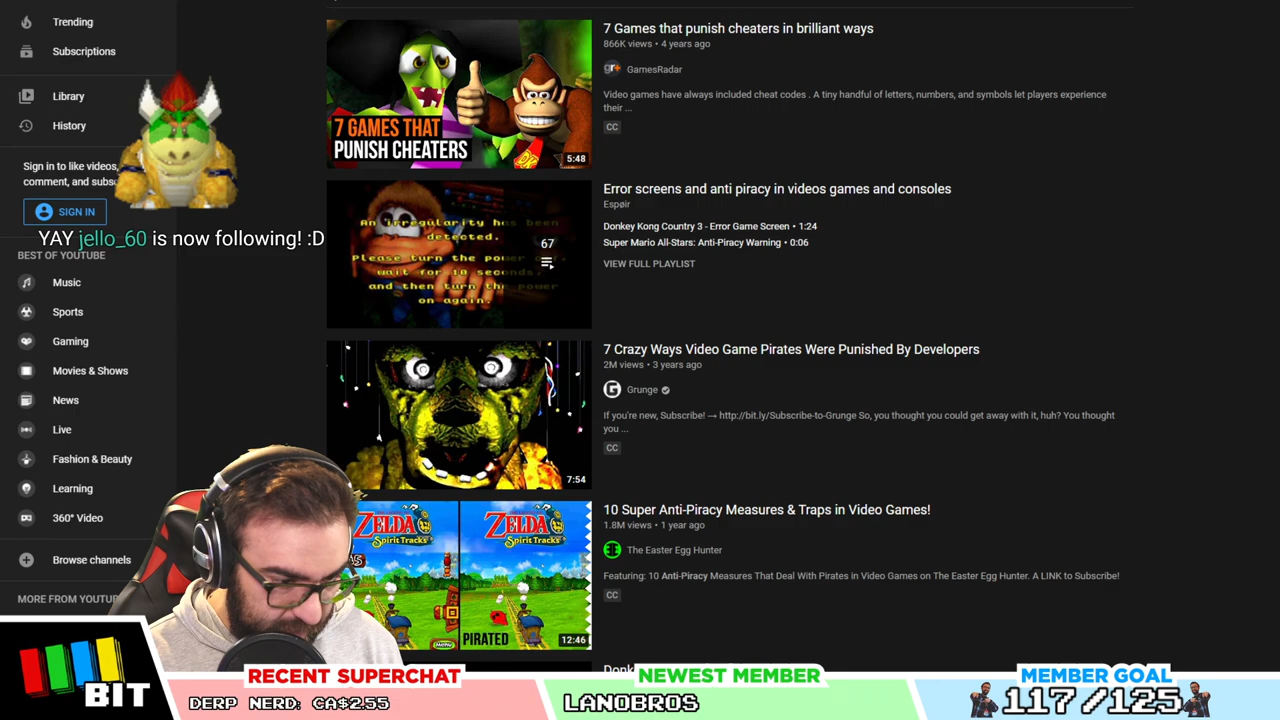 Trending
Subscriptions
Library
History
Sign in to like videos,
comment, and subs
SIGN IN
YAY jello_60 is now following! :D
BEST OF YOUTUBE
Music
Sports
Gaming
Movies & Shows
News
Live
Fashion & Beauty
Learning
360° Video
Browse channels
MORE FROM YOUTUB
7 GAMES THAT
PUNISH CHEATERS
5:48
7 Games that punish cheaters in brilliant ways
866K views • 4 years ago
gr+ GamesRadar
Video games have always included cheat codes . A tiny handful of letters, numbers, and symbols let players experience
their ...
CC
An irregularity has been
detected.
Please turn the power
wait for 10 seconds,
and then turn the power
on again.
67
Error screens and anti piracy in videos games and consoles
Espøir
Donkey Kong Country 3 - Error Game Screen • 1:24
Super Mario All-Stars: Anti-Piracy Warning • 0:06
VIEW FULL PLAYLIST
7:54
7 Crazy Ways Video Game Pirates Were Punished By Developers
2M views • 3 years ago
G Grunge
If you're new, Subscribe! → http://bit.ly/Subscribe-to-Grunge So, you thought you could get away with it, huh? You thought
you ...
CC
ZELDA
Spirit Tracks
ZELDA
Spirit Tracks
MENU
PIRATED
12:46
10 Super Anti-Piracy Measures & Traps in Video Games!
1.8M views • 1 year ago
The Easter Egg Hunter
Featuring: 10 Anti-Piracy Measures That Deal With Pirates in Video Games on The Easter Egg Hunter. A LINK to Subscribe!
CC
Donk
BIT
RECENT SUPERCHAT
DERP NERD: CA$2.55
NEWEST MEMBER
LANOBROS
MEMBER GOAL
117/125